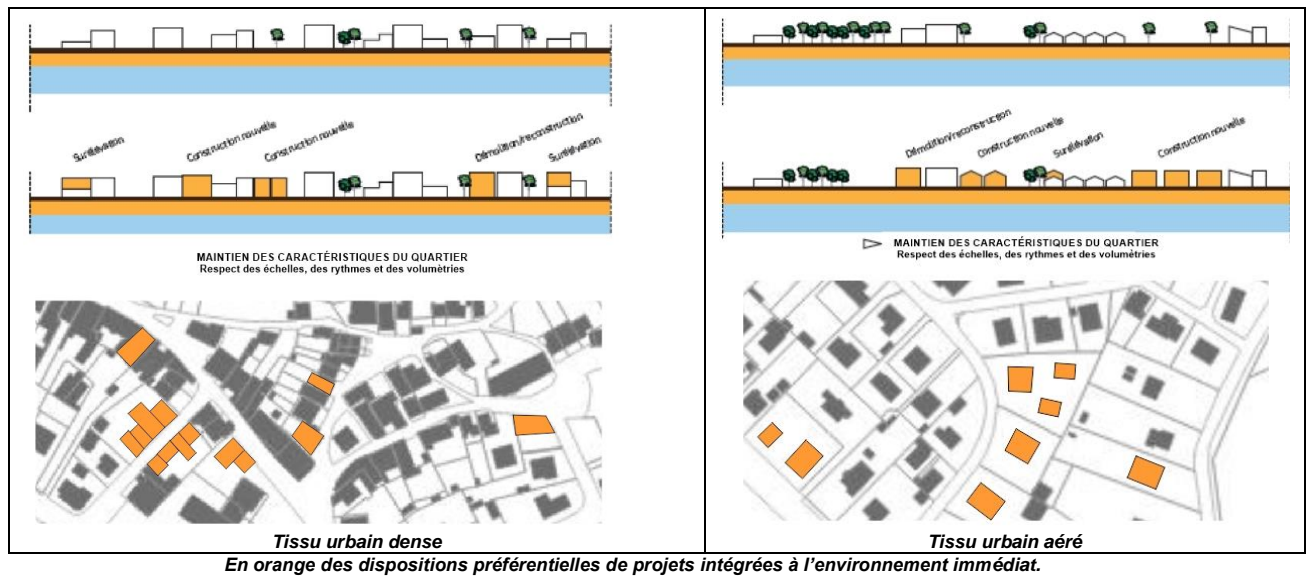 Surélévation
Construction nouvelle
Construction nouvelle
Démolition/reconstruction
Surélévation
MAINTIEN DES CARACTÉRISTIQUES DU QUARTIER
Respect des échelles, des rythmes et des volumètries
Tissu urbain dense
Démolition/reconstruction
Construction nouvelle
Surélévation
Construction nouvelle
MAINTIEN DES CARACTÉRISTIQUES DU QUARTIER
Respect des échelles, des rythmes et des volumètries
Tissu urbain aéré
En orange des dispositions préférentielles de projets intégrées à l'environnement immédiat.